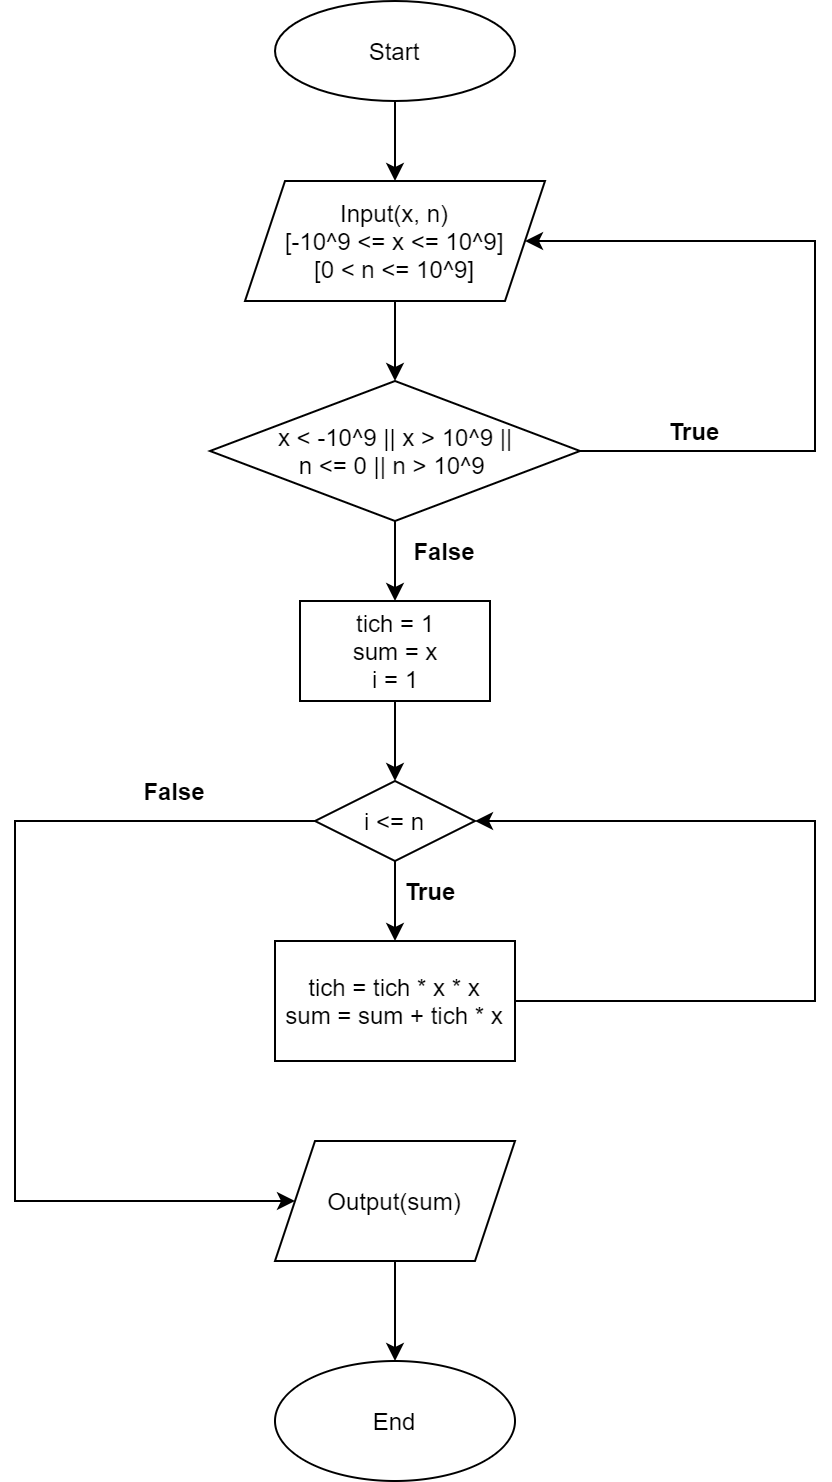 Start
Input(x, n)
[-10^9 <= x <= 10^9]
[0 < n <= 10^9]
x < -10^9 || x > 10^9 ||
n <= 0 || n > 10^9
True
False
tich = 1
sum = x
i = 1
False
i <= n
True
tich = tich * x * x
sum = sum + tich * x
Output(sum)
End